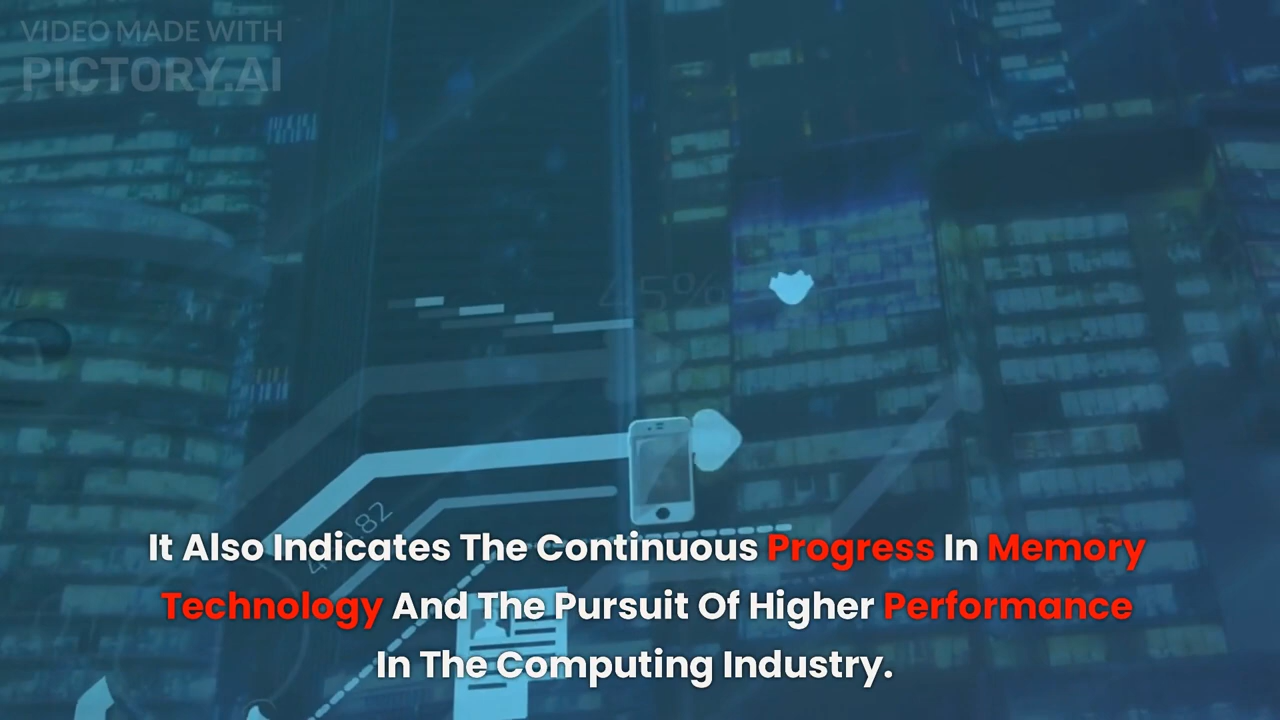 VIDEO MADE WITH
PICTORY.AI
45%
It Also Indicates The Continuous Progress In Memory
Technology And The Pursuit Of Higher Performance
In The Computing Industry.